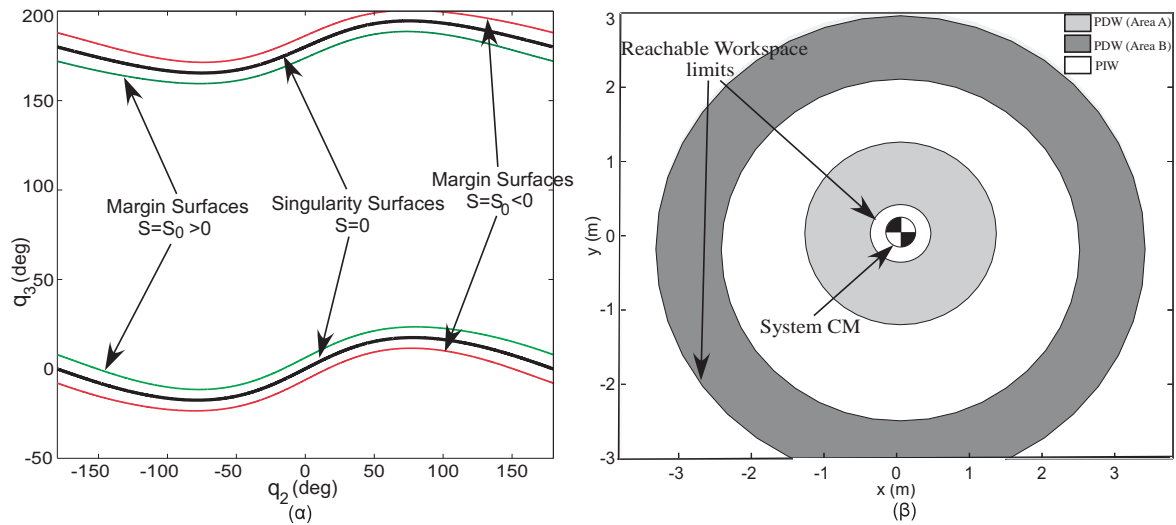 200
150
100
50
0
-50
-150
-100
-50
0
50
100
150
q3 (deg)
q2 (deg)
(α)
Margin Surfaces
S=S0 >0
Singularity Surfaces
S=0
Margin Surfaces
S=S0 <0
3
2
1
0
-1
-2
-3
-3
-2
-1
0
1
2
3
y (m)
x (m)
(β)
Reachable Workspace
limits
System CM
PDW (Area A)
PDW (Area B)
PIW